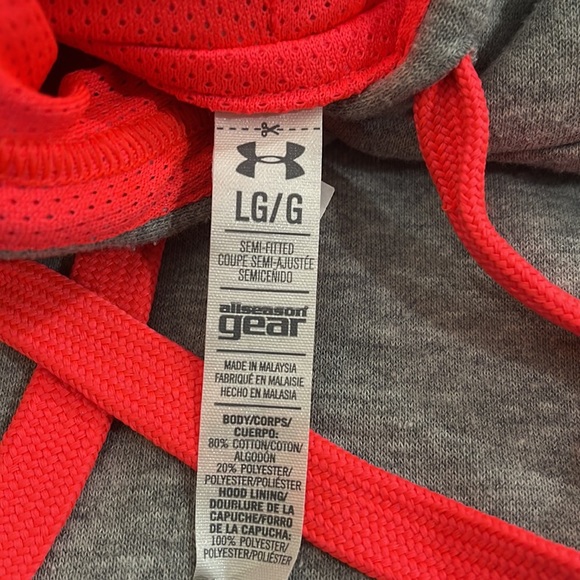 LG/G
SEMI-FITTED
COUPE SEMI-AJUSTÉE
SEMICEÑIDO
allseason
gear
MADE IN MALAYSIA
FABRIQUÉ EN MALAISIE
HECHO EN MALASIA
BODY/CORPS/
CUERPO:
80% COTTON/COTON/
ALGODÓN
20% POLYESTER/
POLYESTER/POLIÉSTER
HOOD LINING/
DOUBLURE DE LA
CAPUCHE/FORRO
DE LA CAPUCHA:
100% POLYESTER/
POLYESTER/POLIÉSTER